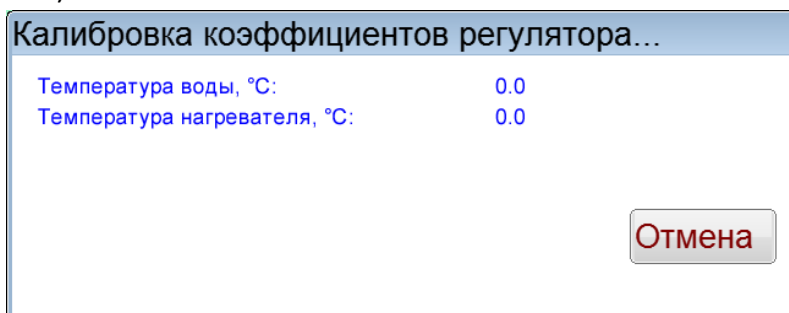 Калибровка коэффициентов регулятора...
Температура воды, °C: 0.0
Температура нагревателя, °C: 0.0
Отмена